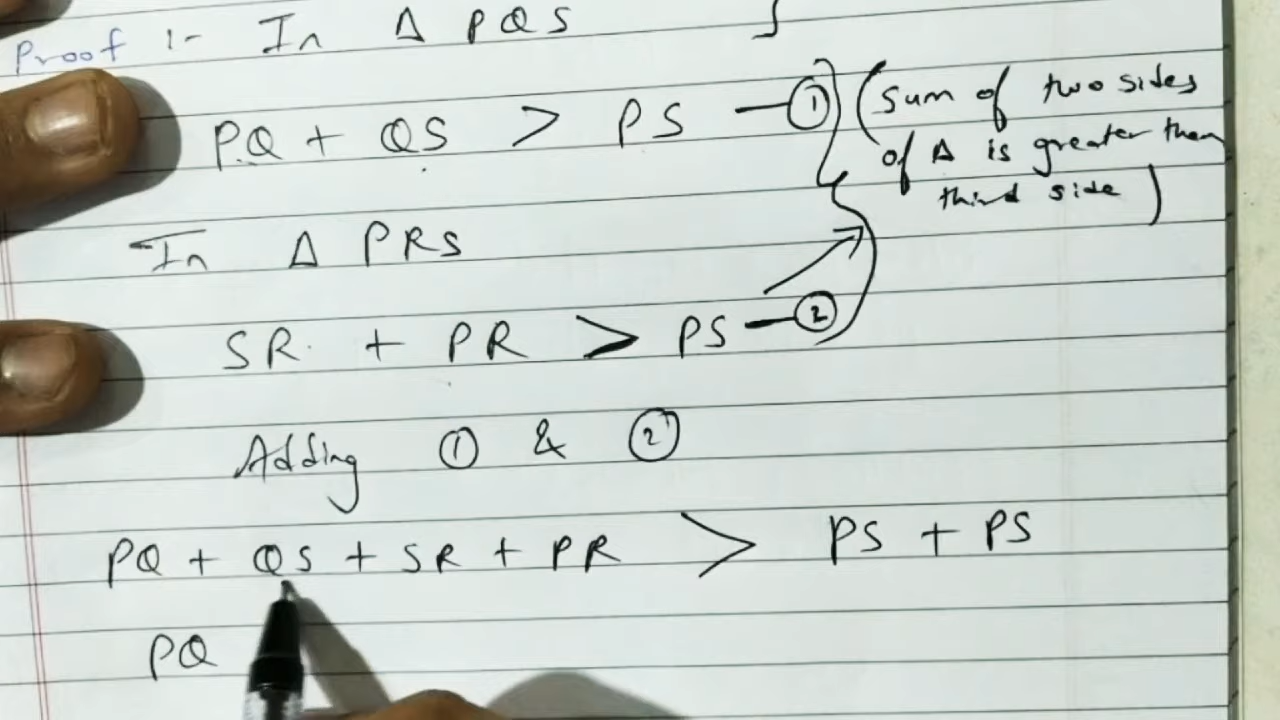 Proof :- In Δ PQS
PQ + QS > PS — ①
(Sum of two sides
of Δ is greater than
third side)
In Δ PRS
SR + PR > PS — ②
Adding ① & ②
PQ + QS + SR + PR > PS + PS
PQ